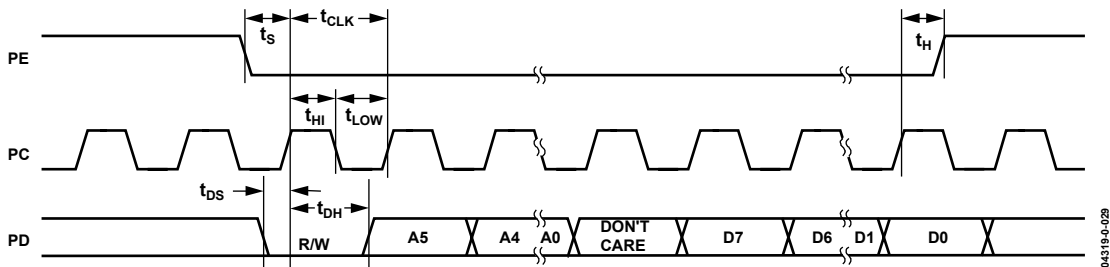 tS
tCLK
tH
PE
tHI
tLOW
PC
tDS
tDH
PD
R/W
A5
A4
A0
DON'T
CARE
D7
D6
D1
D0
04319-0-029